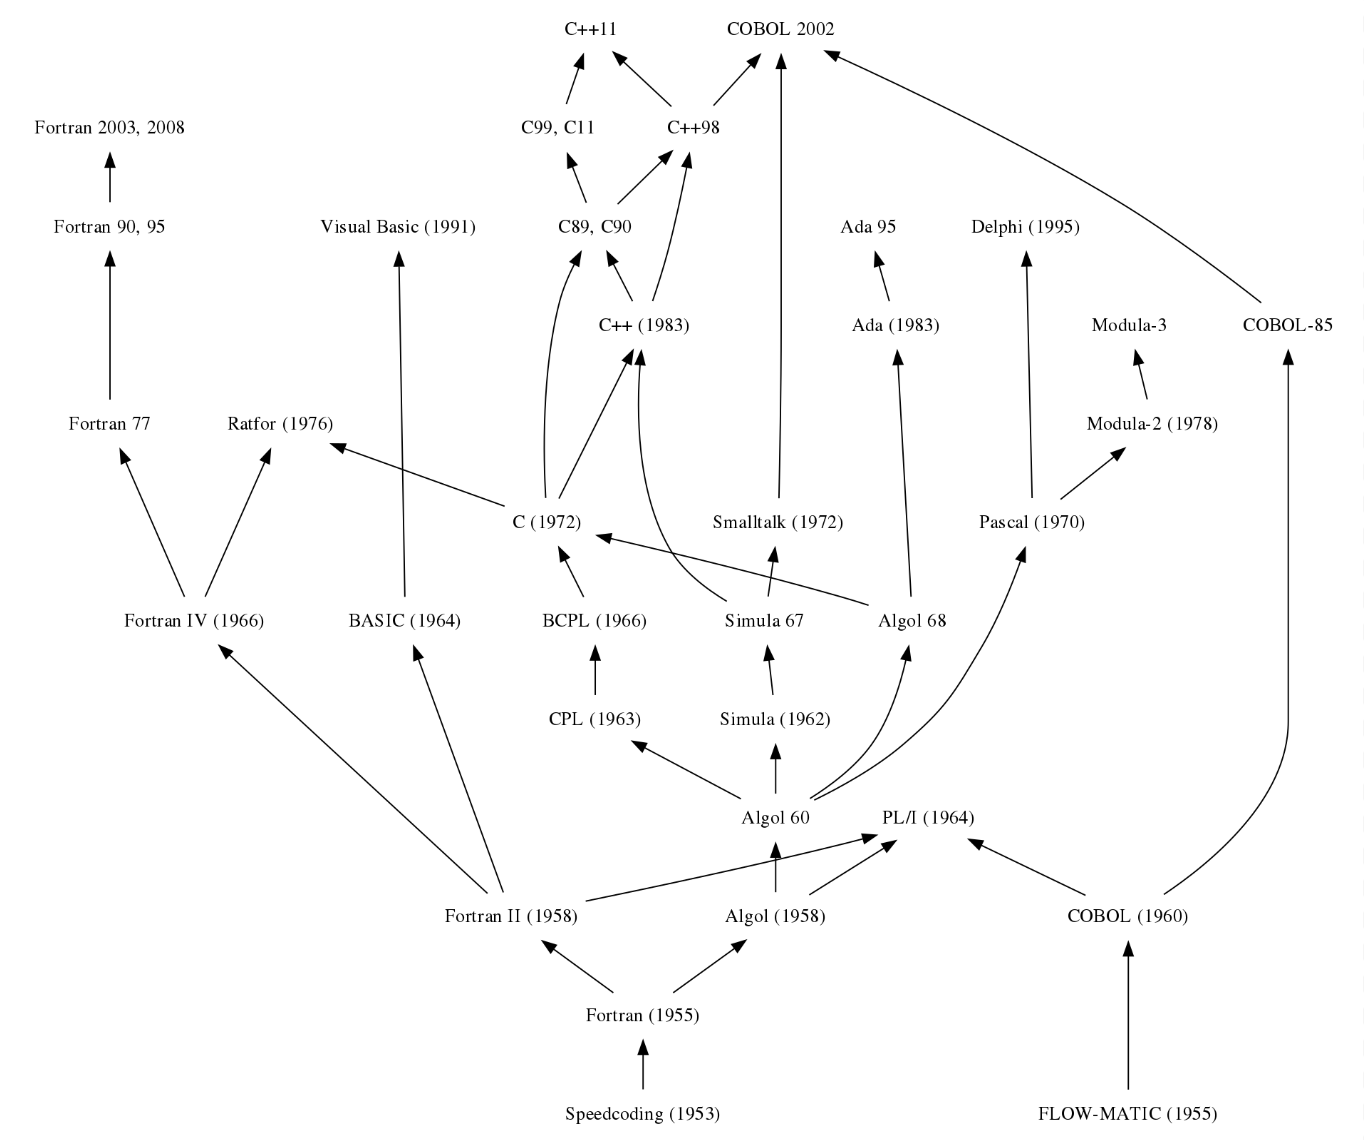 C++11
COBOL 2002
Fortran 2003, 2008
C99, C11
C++98
Fortran 90, 95
Visual Basic (1991)
C89, C90
Ada 95
Delphi (1995)
C++ (1983)
Ada (1983)
Modula-3
COBOL-85
Fortran 77
Ratfor (1976)
Modula-2 (1978)
C (1972)
Smalltalk (1972)
Pascal (1970)
Fortran IV (1966)
BASIC (1964)
BCPL (1966)
Simula 67
Algol 68
CPL (1963)
Simula (1962)
Algol 60
PL/I (1964)
Fortran II (1958)
Algol (1958)
COBOL (1960)
Fortran (1955)
Speedcoding (1953)
FLOW-MATIC (1955)